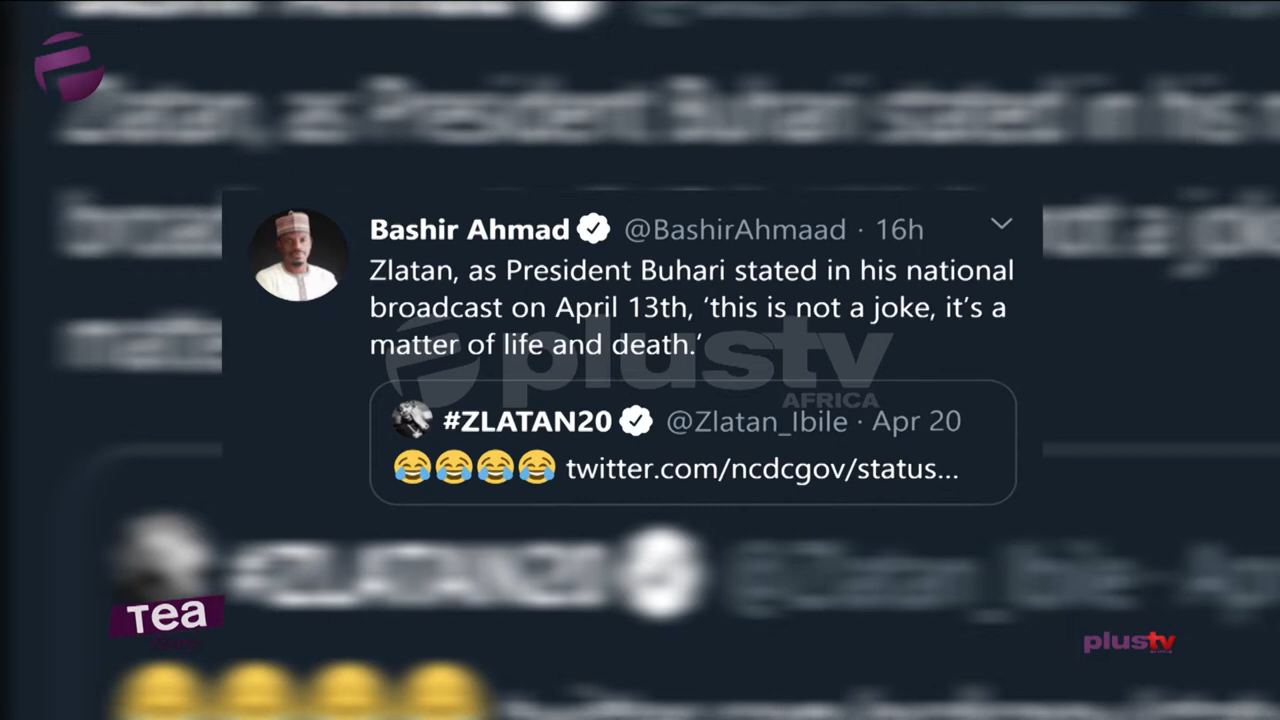 Bashir Ahmad @BashirAhmaad · 16h
Zlatan, as President Buhari stated in his national
broadcast on April 13th, ‘this is not a joke, it’s a
matter of life and death.’
plustv
AFRICA
#ZLATAN20 @Zlatan_Ibile · Apr 20
😂😂😂😂 twitter.com/ncdcgov/status...
Tea
plustv